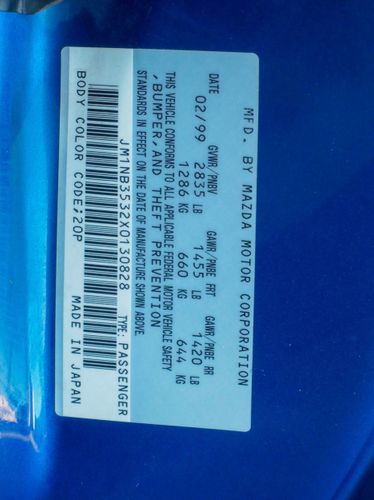 MFD. BY MAZDA MOTOR CORPORATION
DATE GVWR/PNBV GAWR/PNBE FRT GAWR/PNBE RR
02/99 2835 LB 1455 LB 1420 LB
1286 KG 660 KG 644 KG
THIS VEHICLE CONFORMS TO ALL APPLICABLE FEDERAL MOTOR VEHICLE SAFETY
,BUMPER,AND THEFT PREVENTION
STANDARDS IN EFFECT ON THE DATE OF MANUFACTURE SHOWN ABOVE.
JM1NB3532X0130828 TYPE: PASSENGER
BODY COLOR CODE;20P MADE IN JAPAN